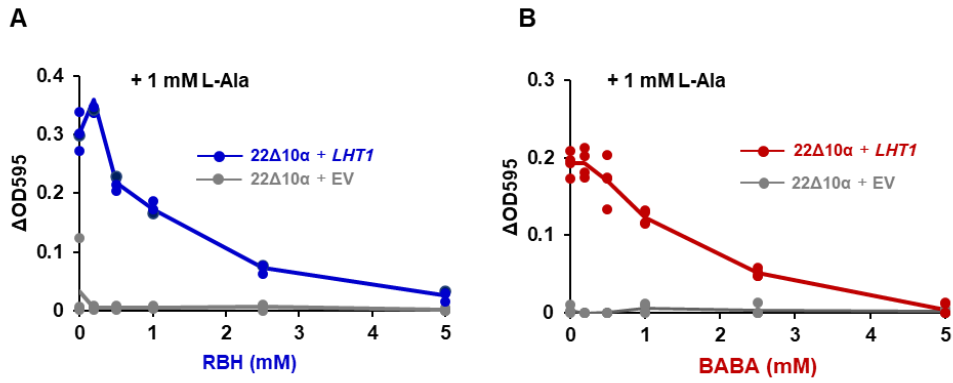 A
+ 1 mM L-Ala
0.4
0.3
0.2
0.1
0
ΔOD595
22Δ10α + LHT1
22Δ10α + EV
0 1 2 3 4 5
RBH (mM)
B
+ 1 mM L-Ala
0.3
0.2
0.1
0
ΔOD595
22Δ10α + LHT1
22Δ10α + EV
0 1 2 3 4 5
BABA (mM)